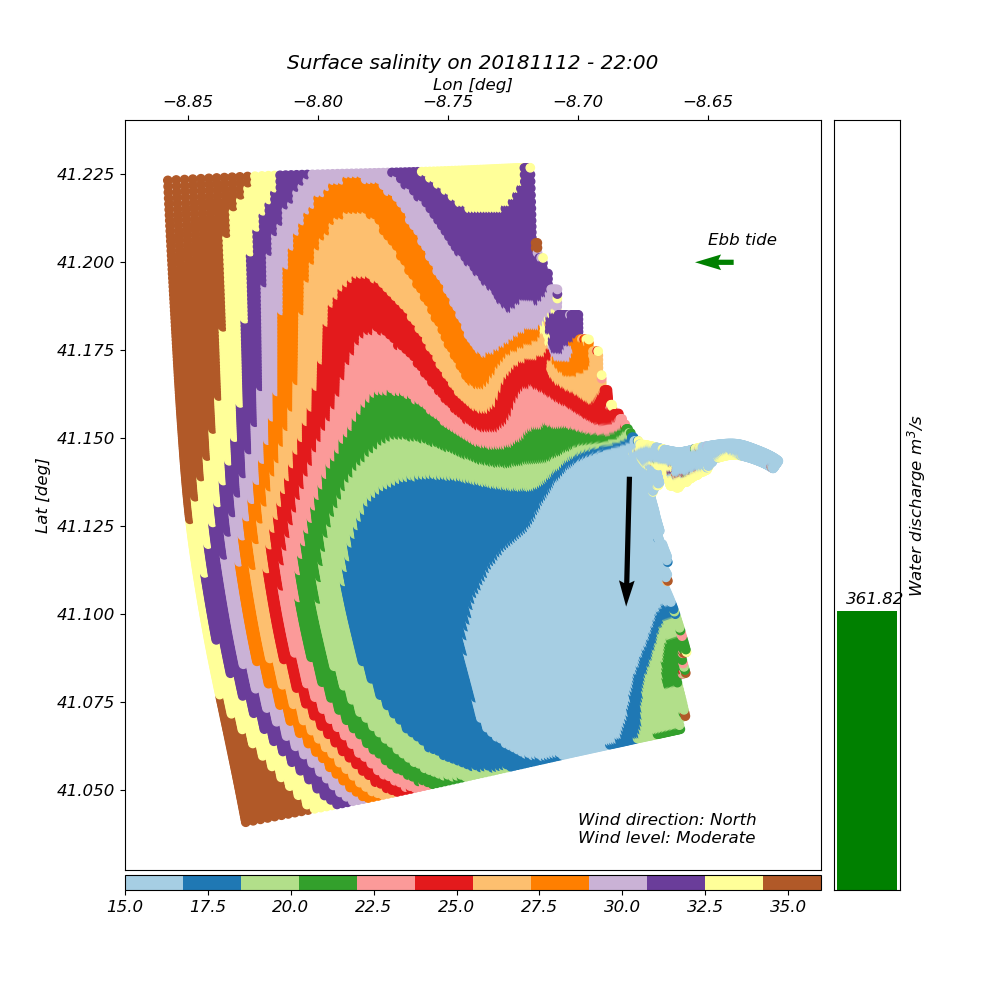 Surface salinity on 20181112 - 22:00
Lon [deg]
−8.85 −8.80 −8.75 −8.70 −8.65
41.225
41.200
41.175
41.150
41.125
41.100
41.075
41.050
Lat [deg]
Ebb tide
Wind direction: North
Wind level: Moderate
361.82
Water discharge m³/s
15.0 17.5 20.0 22.5 25.0 27.5 30.0 32.5 35.0